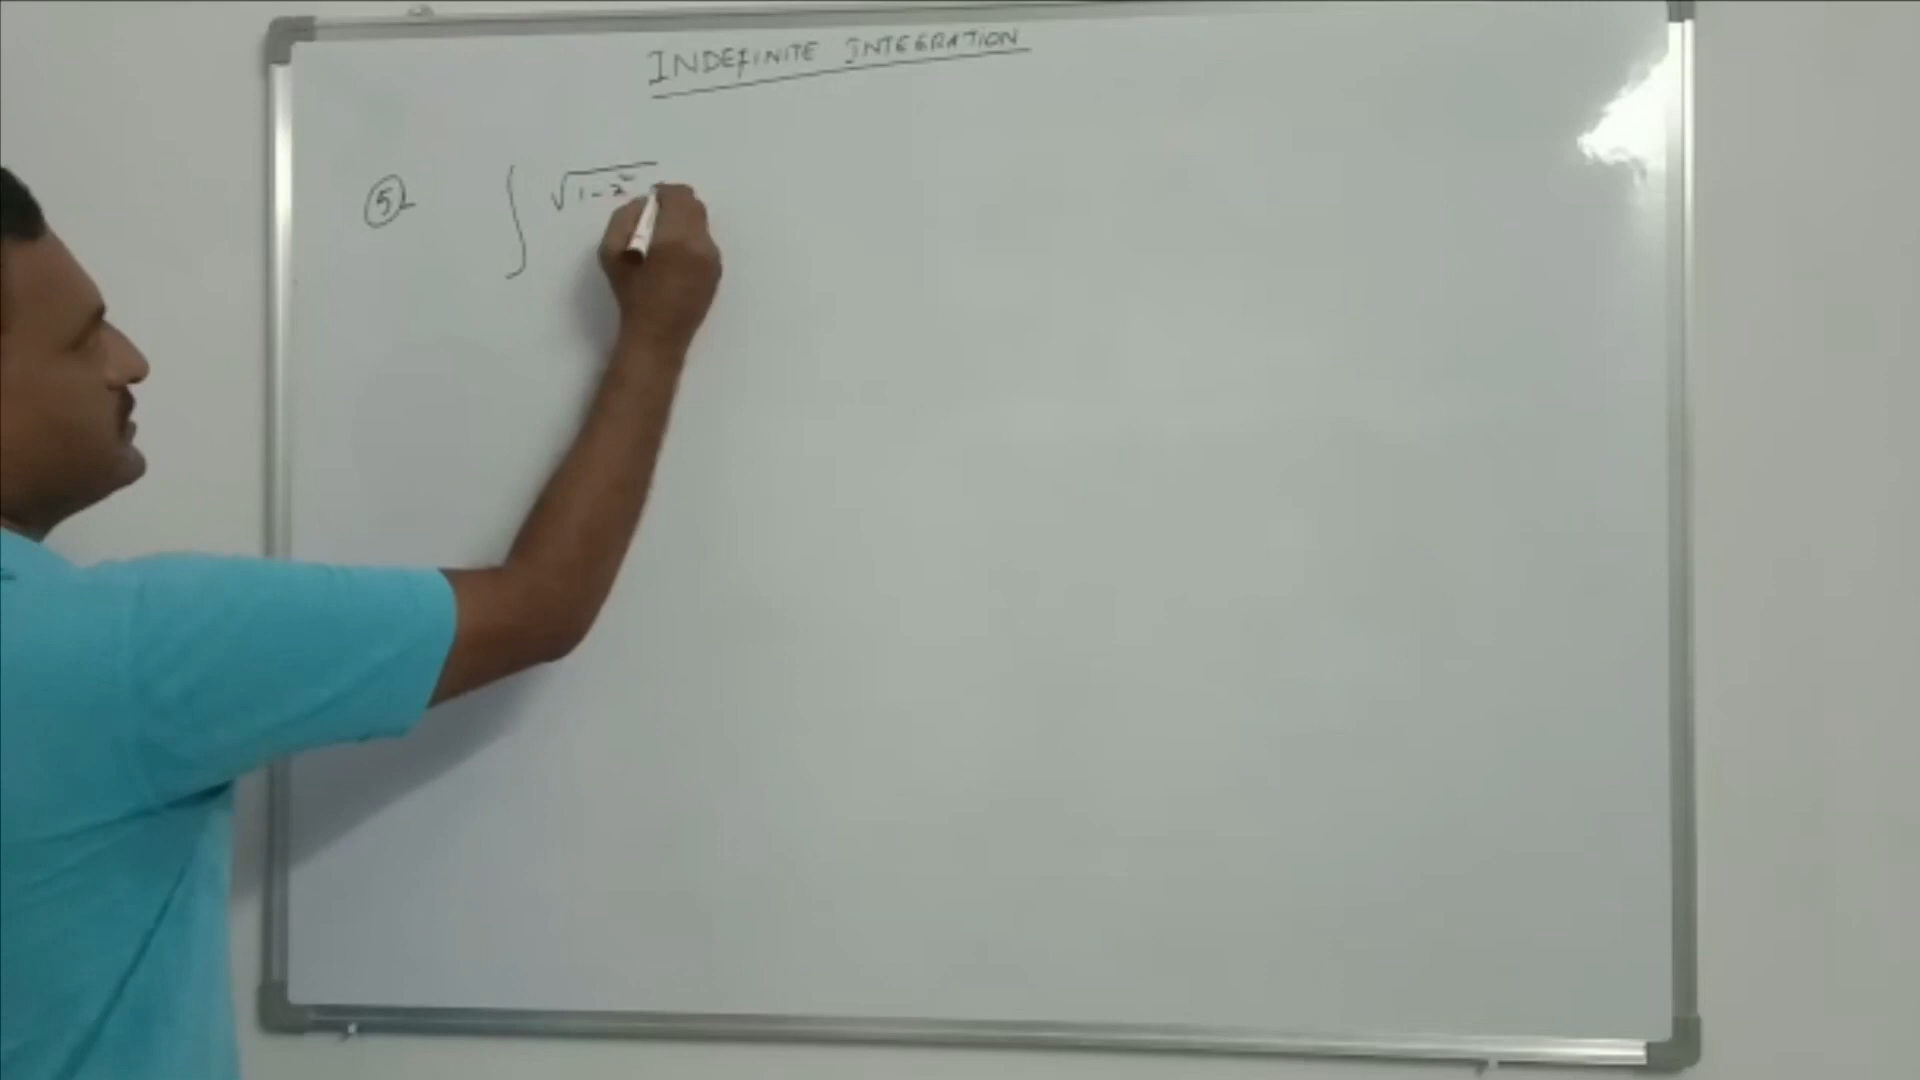 INDEFINITE INTEGRATION
5 ∫ √1-x²